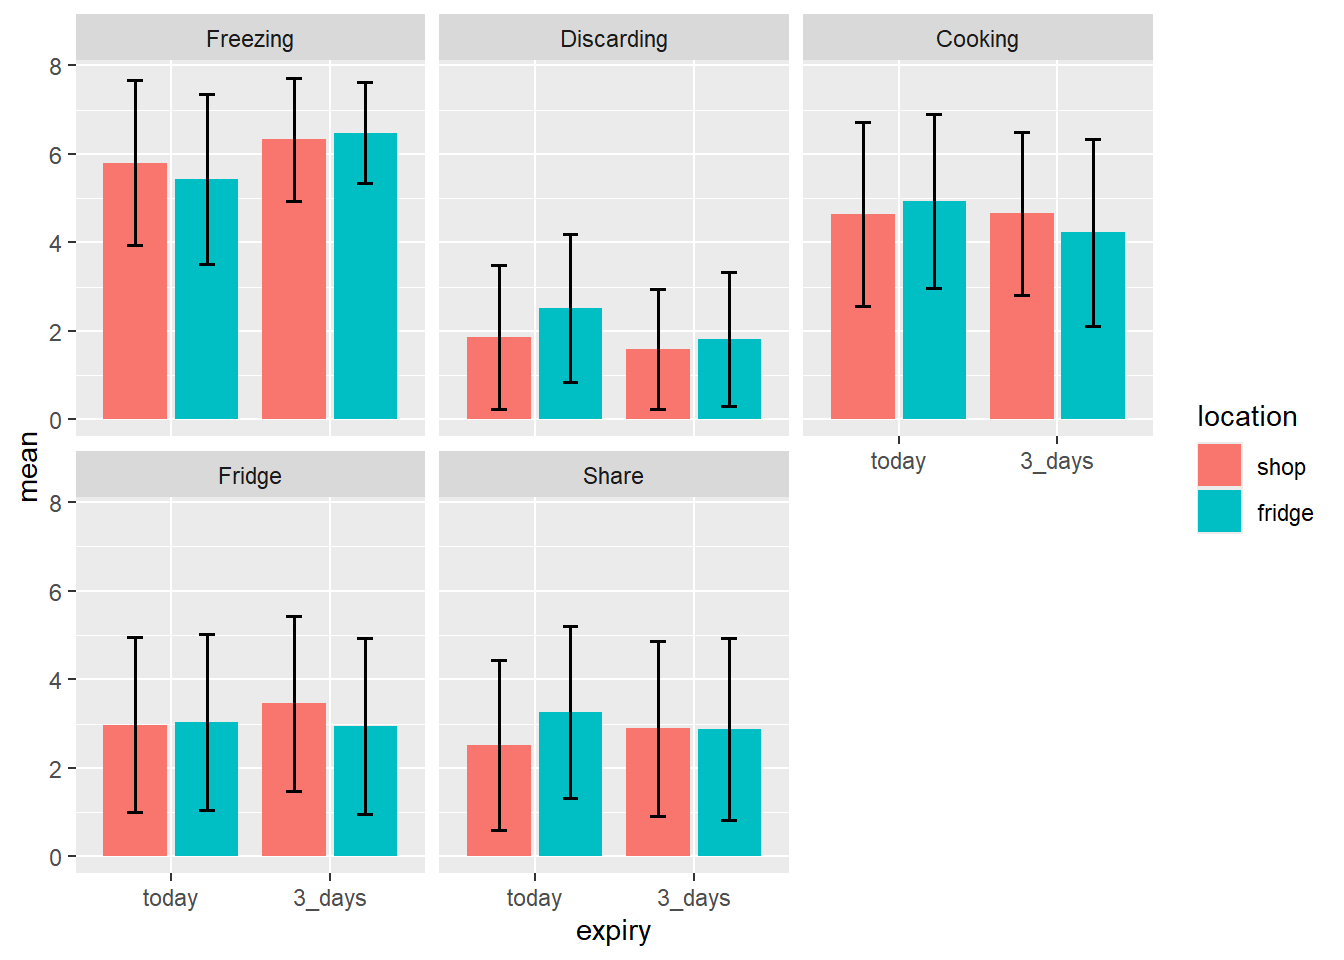 Freezing
Discarding
Cooking
8
6
4
2
0
today
3_days
Fridge
Share
8
6
4
2
0
today
3_days
today
3_days
mean
expiry
location
shop
fridge